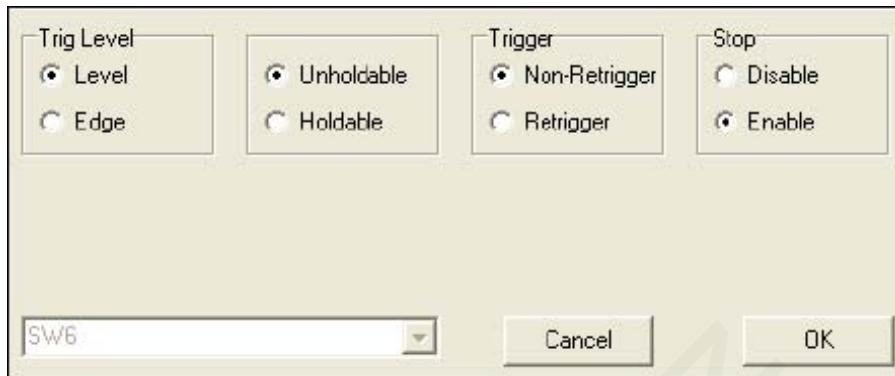 Trig Level
Level
Edge
Unholdable
Holdable
Trigger
Non-Retrigger
Retrigger
Stop
Disable
Enable
SW6
Cancel
OK